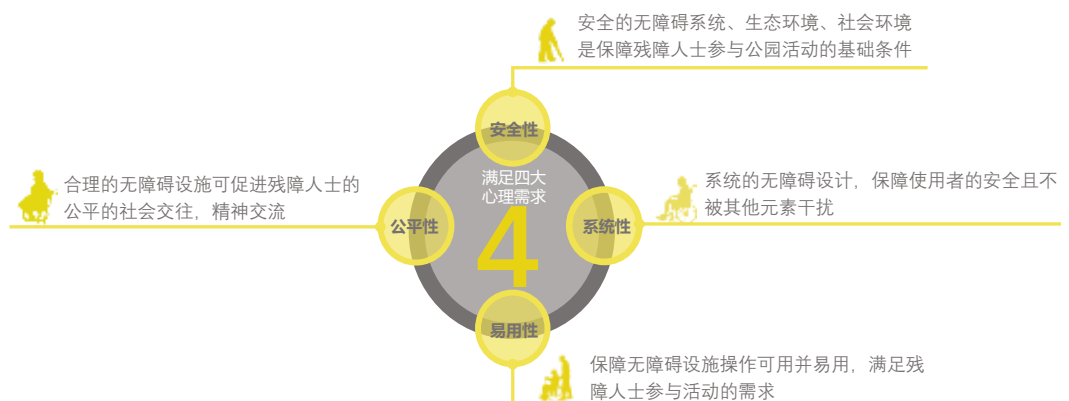 安全的无障碍系统、生态环境、社会环境
是保障残障人士参与公园活动的基础条件
安全性
满足四大
心理需求
4
合理的无障碍设施可促进残障人士的
公平的社会交往，精神交流
公平性
系统性
系统的无障碍设计，保障使用者的安全且不
被其他元素干扰
易用性
保障无障碍设施操作可用并易用，满足残
障人士参与活动的需求